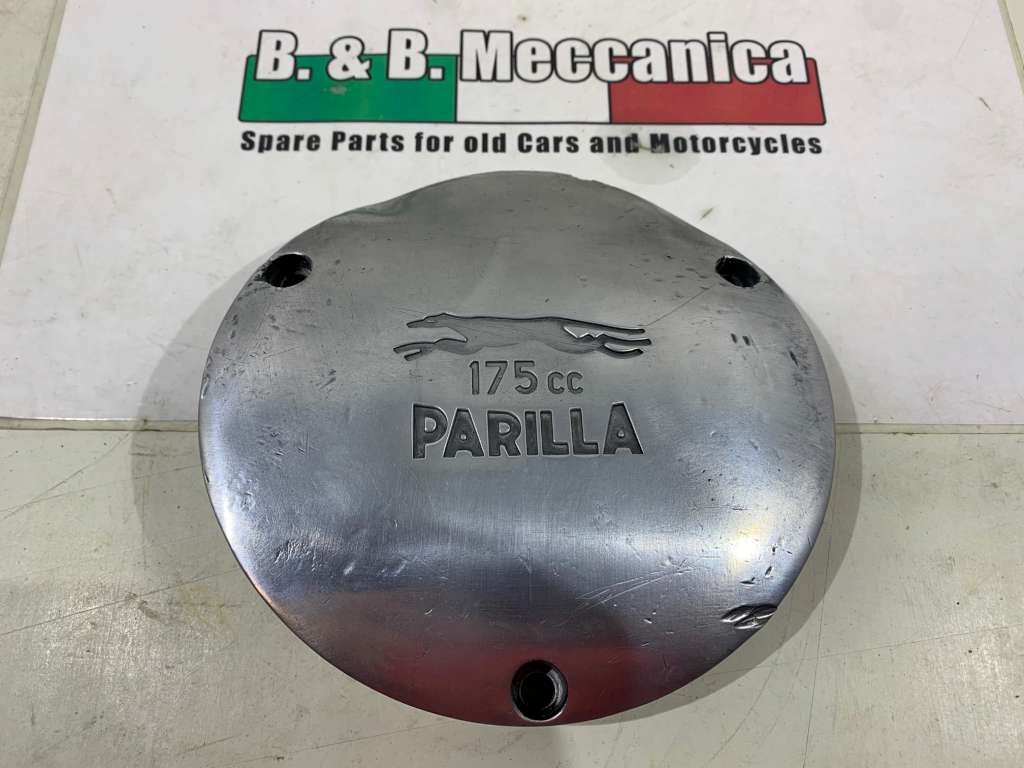 B. & B. Meccanica
Spare Parts for old Cars and Motorcycles
175 cc
PARILLA